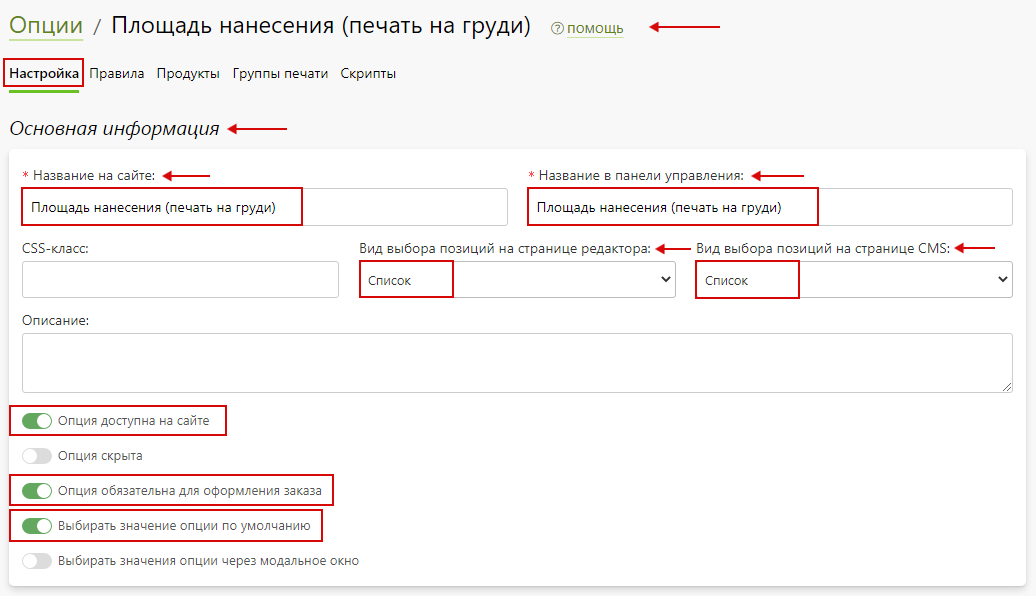 Опции / Площадь нанесения (печать на груди) ? помощь
Настройка Правила Продукты Группы печати Скрипты
Основная информация
* Название на сайте: * Название в панели управления:
Площадь нанесения (печать на груди) Площадь нанесения (печать на груди)
CSS-класс: Вид выбора позиций на странице редактора: Вид выбора позиций на странице CMS:
Список Список
Описание:
Опция доступна на сайте
Опция скрыта
Опция обязательна для оформления заказа
Выбирать значение опции по умолчанию
Выбирать значения опции через модальное окно